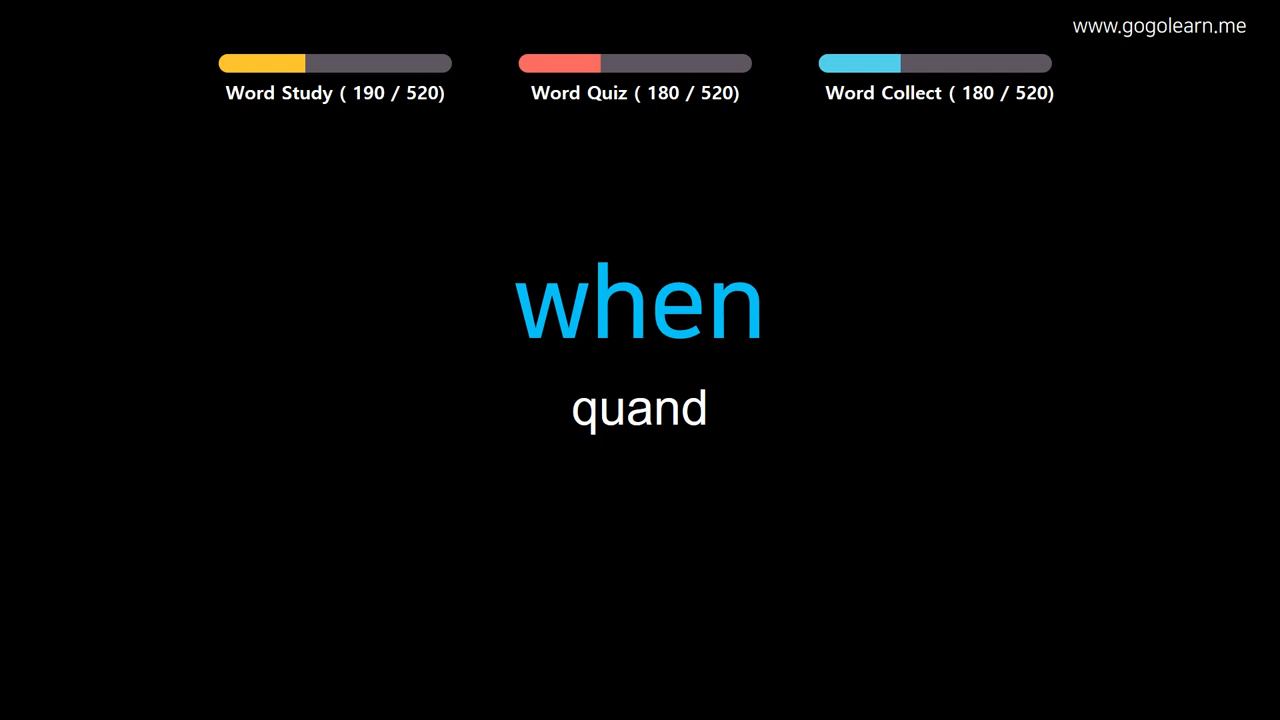 www.gogolearn.me
Word Study ( 190 / 520)
Word Quiz ( 180 / 520)
Word Collect ( 180 / 520)
when
quand